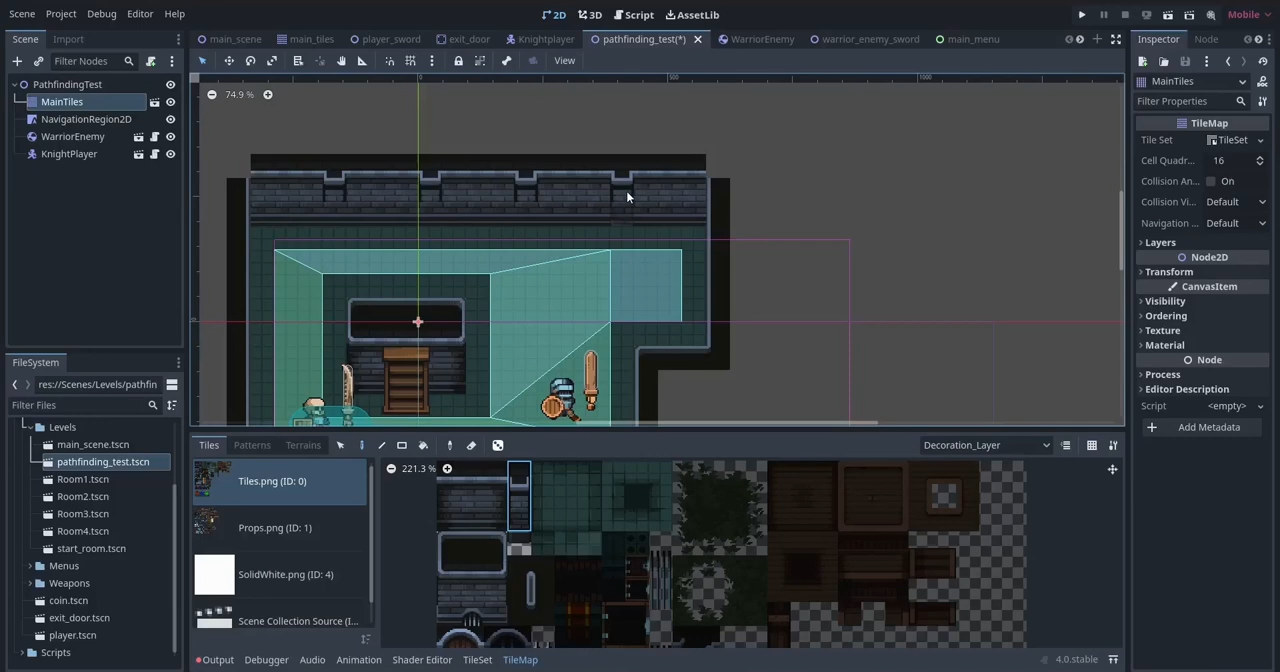 Scene Project Debug Editor Help 2D 3D Script AssetLib Mobile
Scene Import main_scene main_tiles player_sword exit_door Knightplayer pathfinding_test(*) WarriorEnemy warrior_enemy_sword main_menu Inspector Node
Filter Nodes View
PathfindingTest
MainTiles
NavigationRegion2D
WarriorEnemy
KnightPlayer
0 500 1000
74.9 %
FileSystem
res://Scenes/Levels/pathfin
Filter Files
Levels
main_scene.tscn
pathfinding_test.tscn
Room1.tscn
Room2.tscn
Room3.tscn
Room4.tscn
start_room.tscn
Menus
Weapons
coin.tscn
exit_door.tscn
player.tscn
Scripts
Tiles Patterns Terrains Decoration_Layer
Tiles.png (ID: 0)
Props.png (ID: 1)
SolidWhite.png (ID: 4)
Scene Collection Source (I...
221.3 %
Output Debugger Audio Animation Shader Editor TileSet TileMap 4.0.stable
MainTiles
Filter Properties
TileMap
Tile Set TileSet
Cell Quadr... 16
Collision An... On
Collision Vi... Default
Navigation ... Default
Layers
Node2D
Transform
CanvasItem
Visibility
Ordering
Texture
Material
Node
Process
Editor Description
Script <empty>
Add Metadata